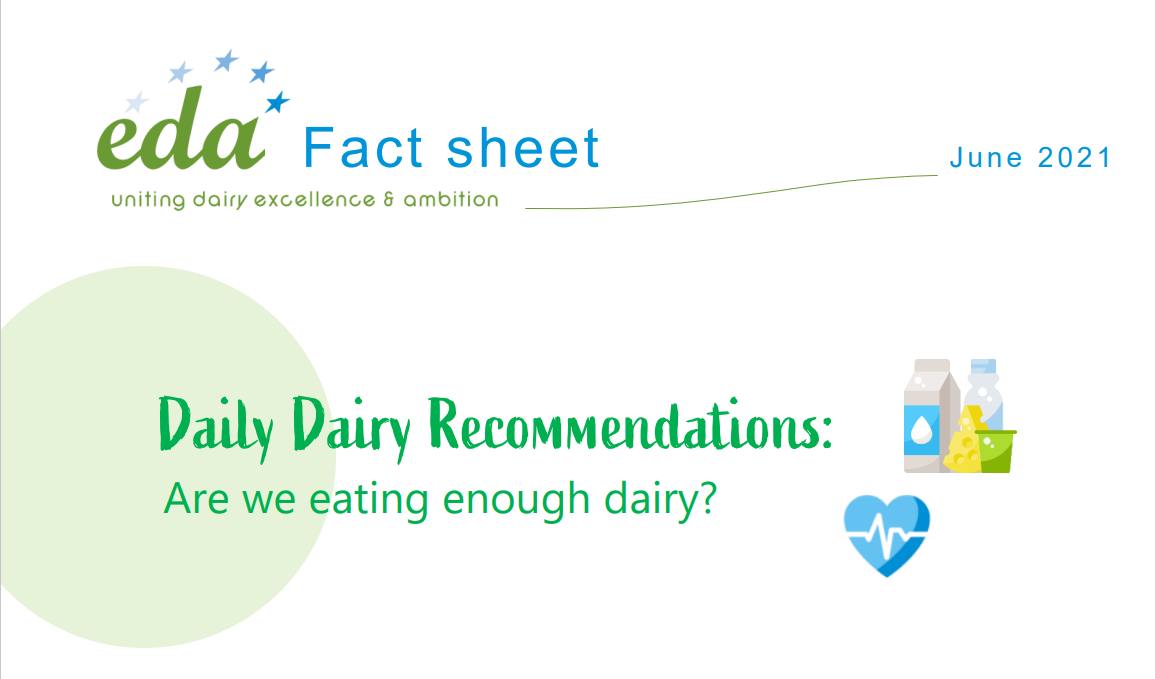 eda Fact sheet
June 2021
uniting dairy excellence & ambition
Daily Dairy Recommendations:
Are we eating enough dairy?